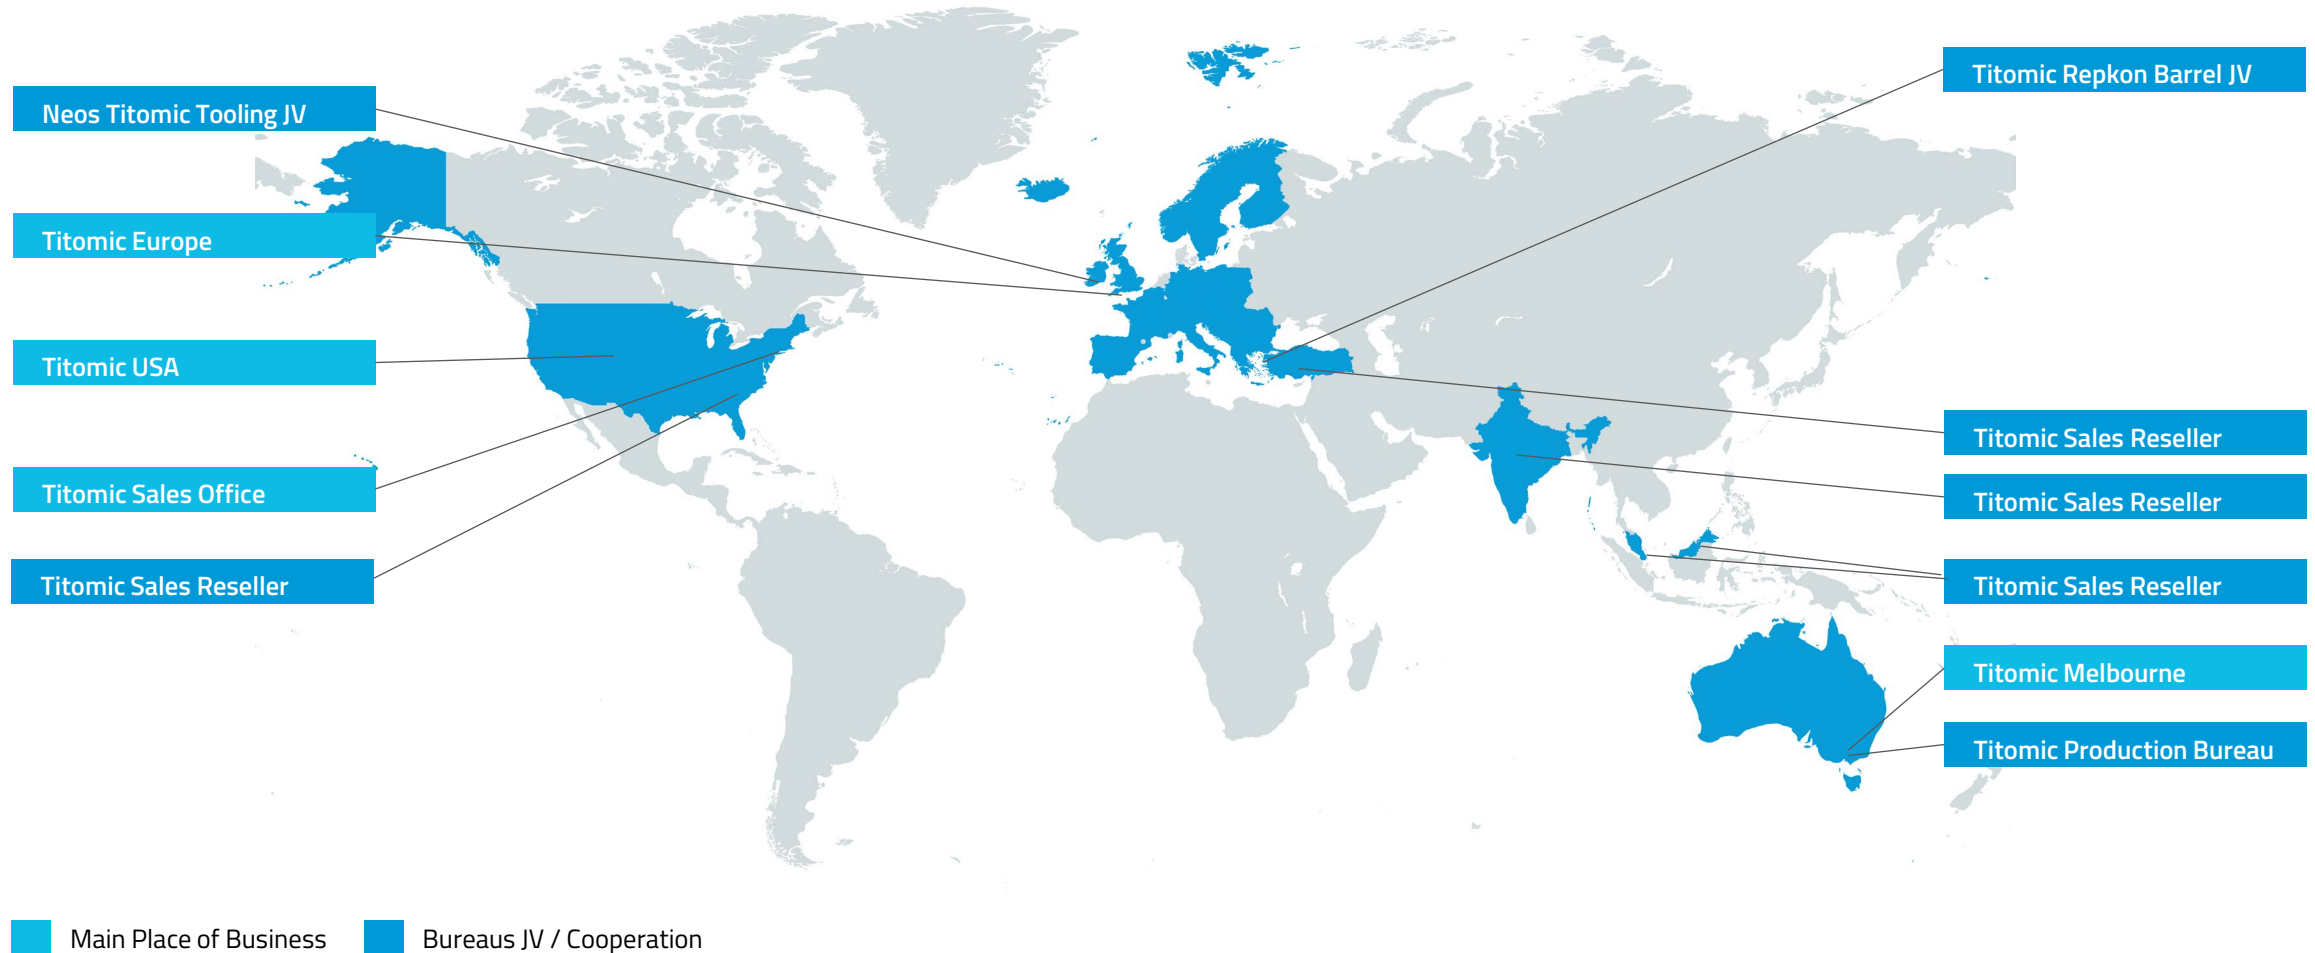 Neos Titomic Tooling JV
Titomic Europe
Titomic USA
Titomic Sales Office
Titomic Sales Reseller
Titomic Repkon Barrel JV
Titomic Sales Reseller
Titomic Sales Reseller
Titomic Sales Reseller
Titomic Melbourne
Titomic Production Bureau
Main Place of Business
Bureaus JV / Cooperation